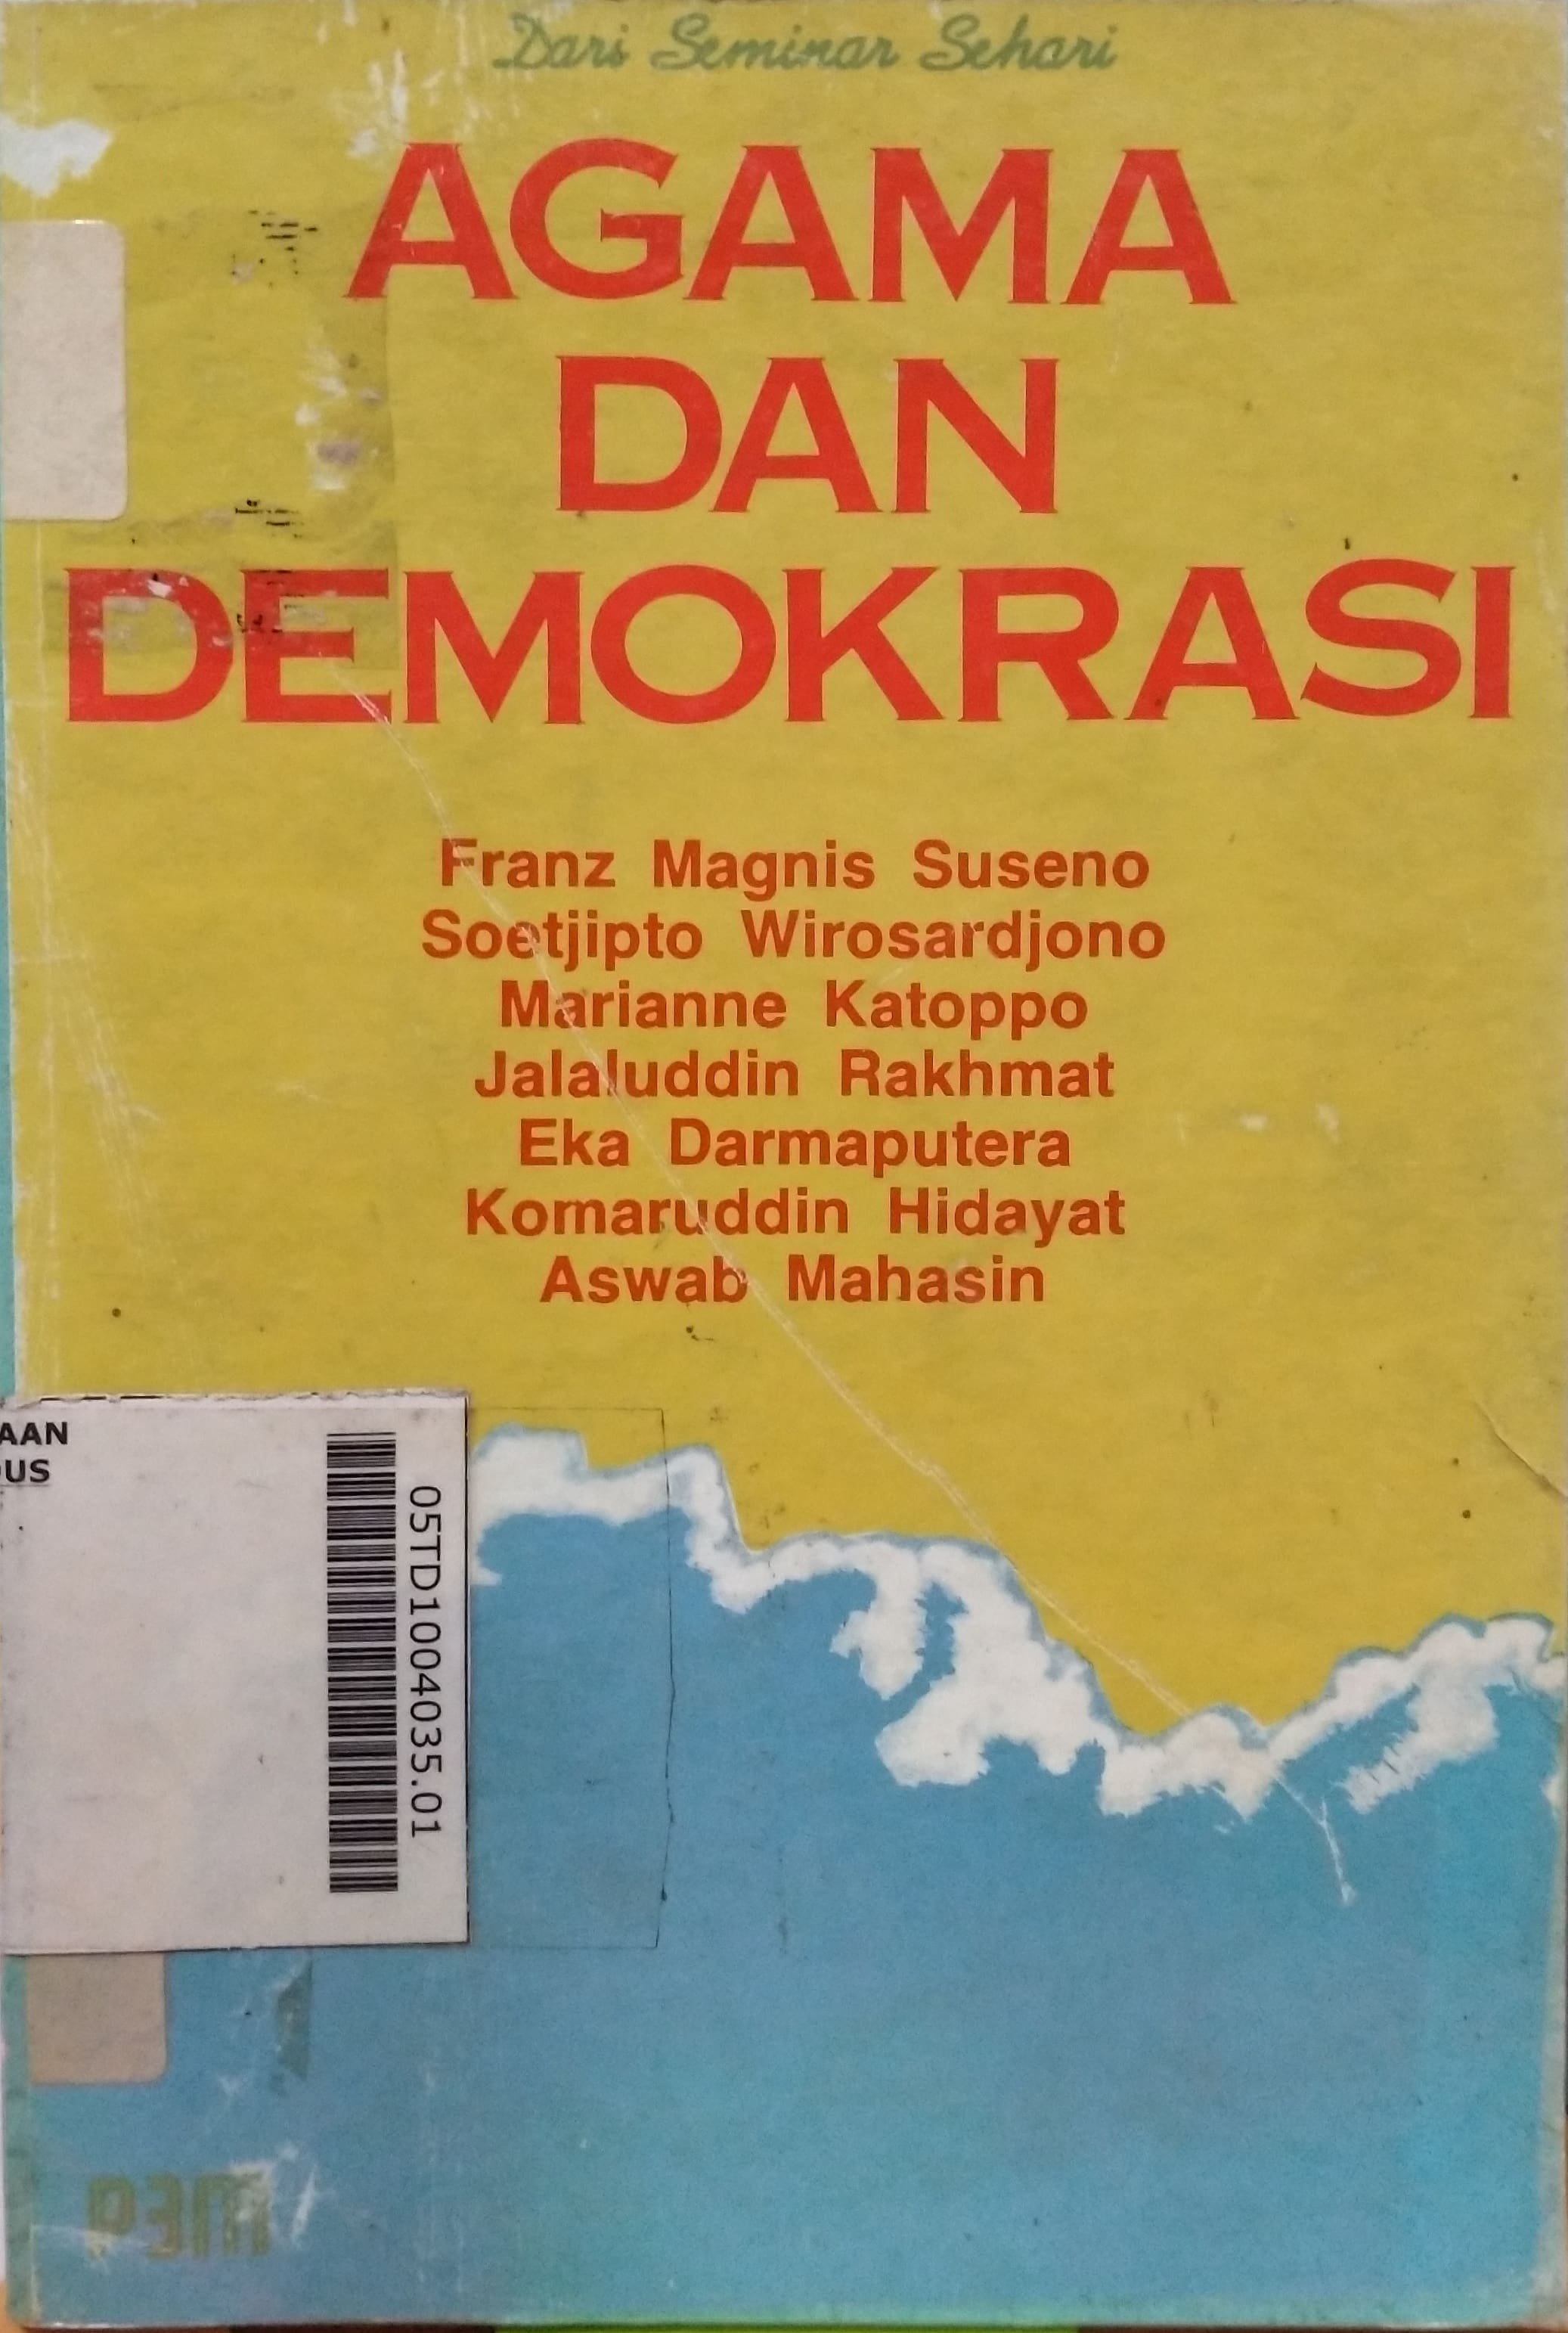 Dari Seminar Sehari
AGAMA
DAN
DEMOKRASI
Franz Magnis Suseno
Soetjipto Wirosardjono
Marianne Katoppo
Jalaluddin Rakhmat
Eka Darmaputera
Komaruddin Hidayat
Aswab Mahasin
AAN
US
05TD1004035.01
P3M